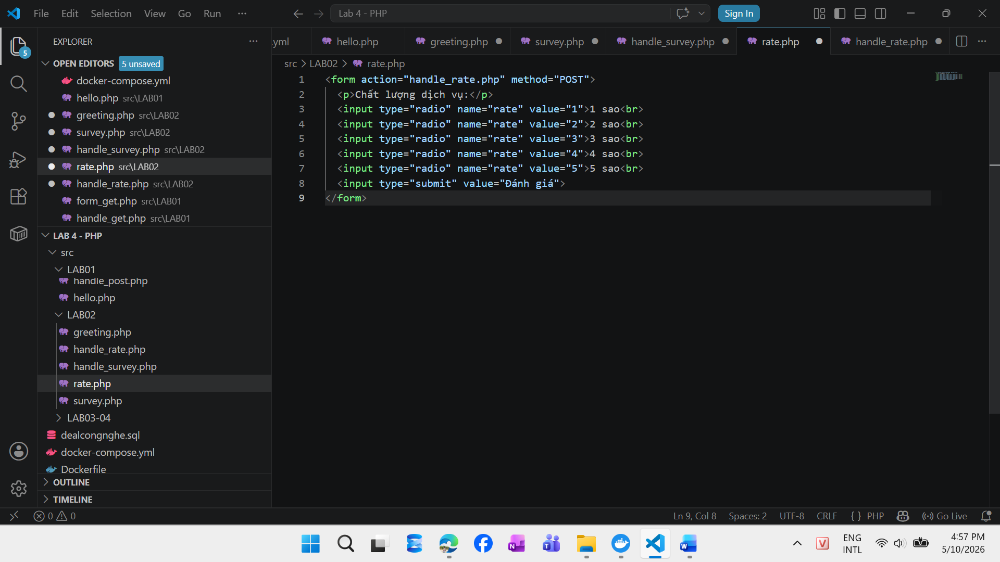 File Edit Selection View Go Run ··· Lab 4 - PHP Sign In
EXPLORER ···
5
OPEN EDITORS 5 unsaved
docker-compose.yml
hello.php src\LAB01
greeting.php src\LAB02
survey.php src\LAB02
handle_survey.php src\LAB02
rate.php src\LAB02
handle_rate.php src\LAB02
form_get.php src\LAB01
handle_get.php src\LAB01
LAB 4 - PHP
src
LAB01
handle_post.php
hello.php
LAB02
greeting.php
handle_rate.php
handle_survey.php
rate.php
survey.php
LAB03-04
dealcongnghe.sql
docker-compose.yml
Dockerfile
OUTLINE
TIMELINE
.yml hello.php greeting.php survey.php handle_survey.php rate.php handle_rate.php ···
src > LAB02 > rate.php
1 <form action="handle_rate.php" method="POST">
2 <p>Chất lượng dịch vụ:</p>
3 <input type="radio" name="rate" value="1">1 sao<br>
4 <input type="radio" name="rate" value="2">2 sao<br>
5 <input type="radio" name="rate" value="3">3 sao<br>
6 <input type="radio" name="rate" value="4">4 sao<br>
7 <input type="radio" name="rate" value="5">5 sao<br>
8 <input type="submit" value="Đánh giá">
9 </form>
0 0 Ln 9, Col 8 Spaces: 2 UTF-8 CRLF { } PHP Go Live
ENG
INTL
4:57 PM
5/10/2026